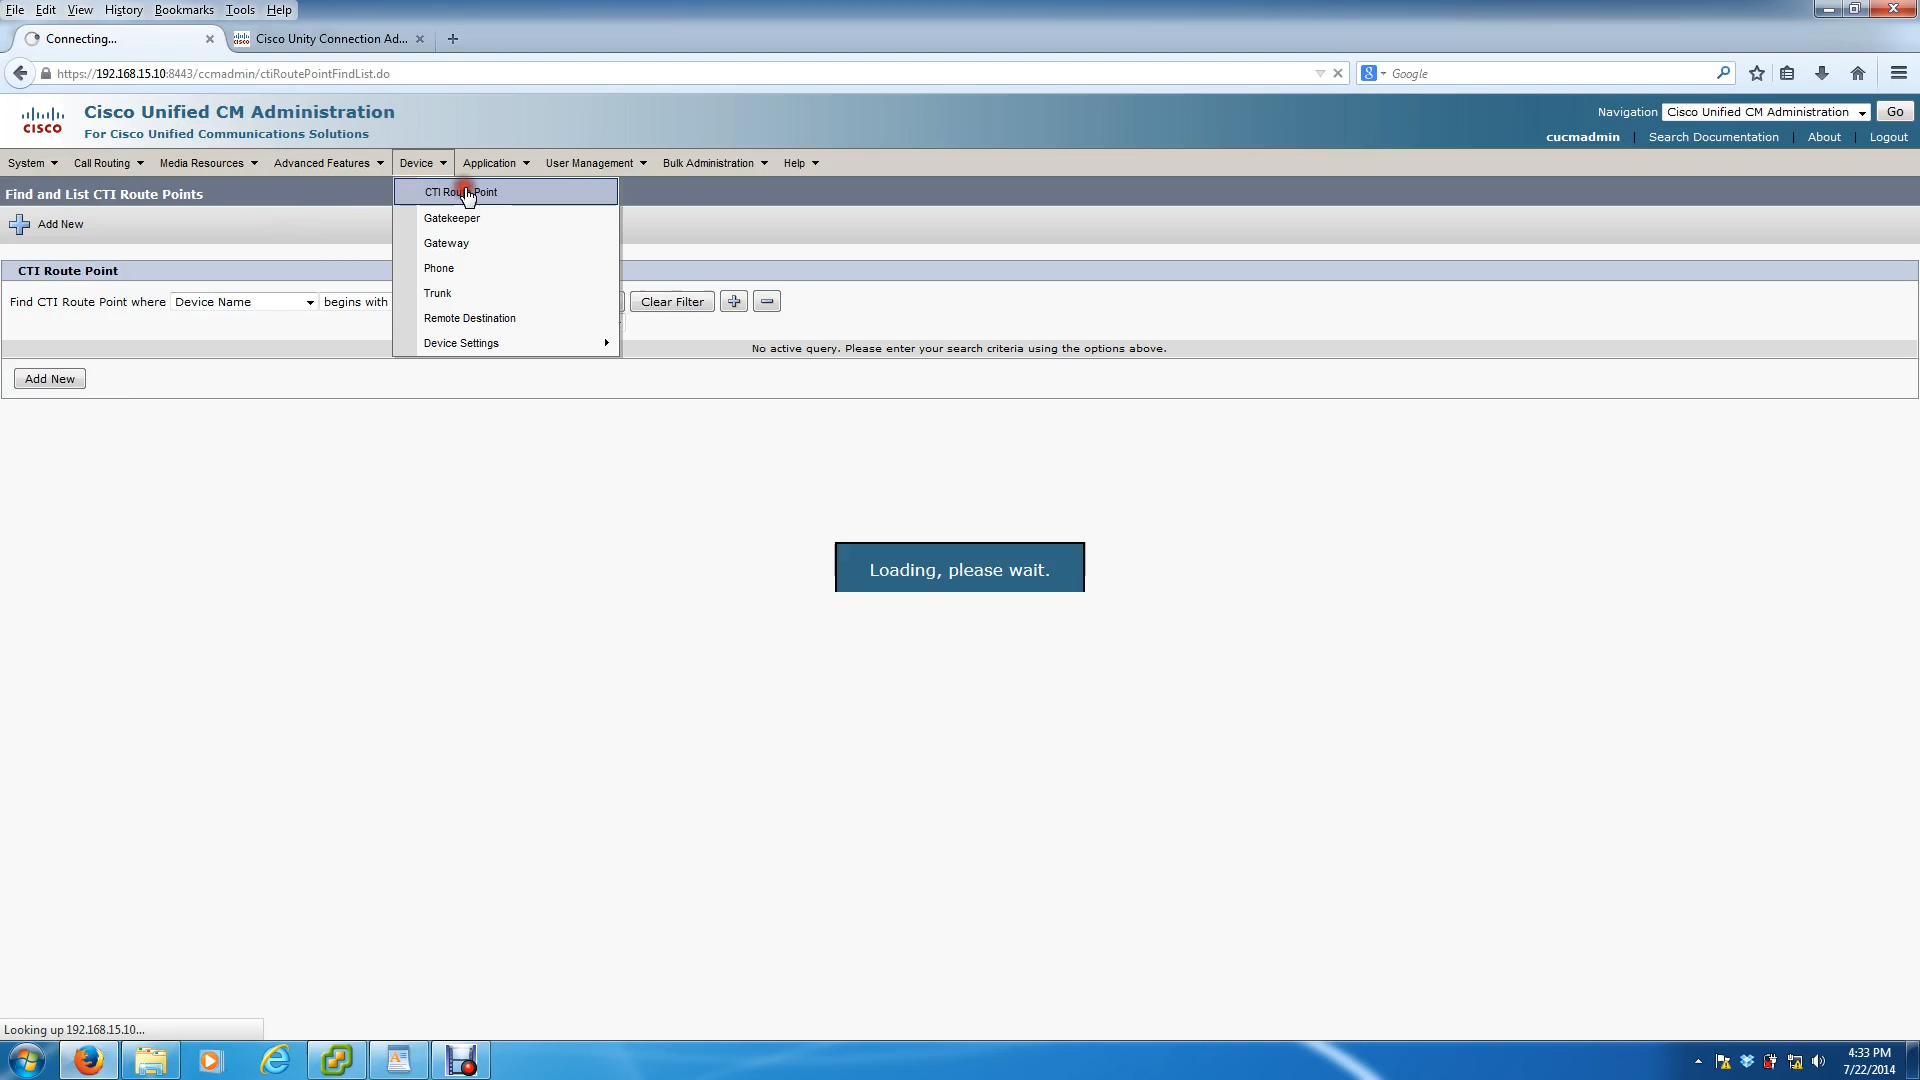 File Edit View History Bookmarks Tools Help
Connecting... Cisco Unity Connection Ad...
https://192.168.15.10:8443/ccmadmin/ctiRoutePointFindList.do Google
CISCO
Cisco Unified CM Administration
For Cisco Unified Communications Solutions
Navigation Cisco Unified CM Administration Go
cucmadmin | Search Documentation | About | Logout
System Call Routing Media Resources Advanced Features Device Application User Management Bulk Administration Help
Find and List CTI Route Points
CTI Route Point
Gatekeeper
Gateway
Phone
Trunk
Remote Destination
Device Settings
Add New
CTI Route Point
Find CTI Route Point where Device Name begins with Clear Filter
No active query. Please enter your search criteria using the options above.
Add New
Loading, please wait.
Looking up 192.168.15.10...
4:33 PM
7/22/2014